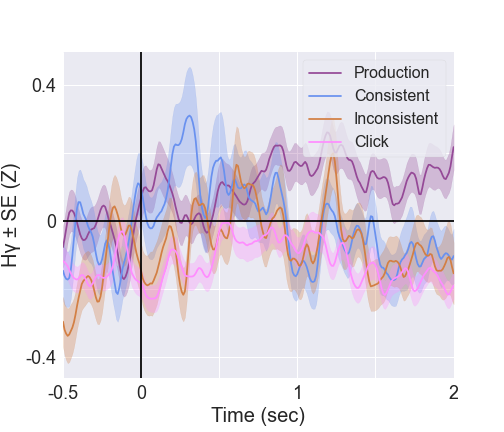 Production
Consistent
Inconsistent
Click
0.4
0
-0.4
Hγ ± SE (Z)
-0.5
0
1
2
Time (sec)